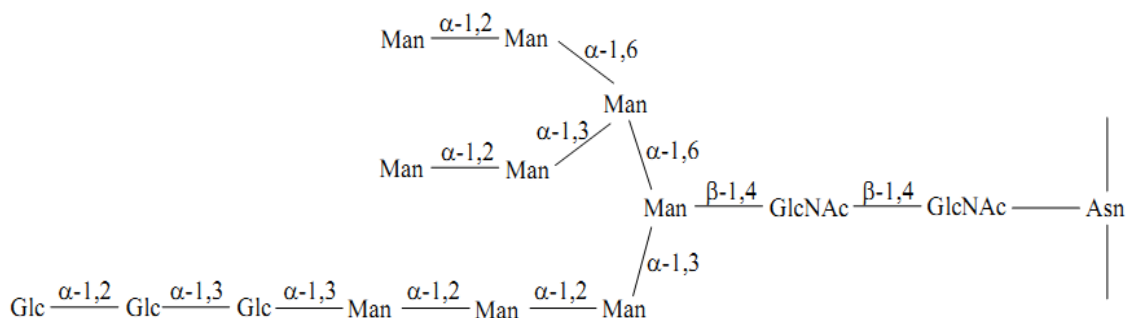 α-1,2
Man Man
α-1,6
Man
α-1,3
α-1,2
Man Man
α-1,6
β-1,4 β-1,4
Man GlcNAc GlcNAc Asn
α-1,3
α-1,2 α-1,3 α-1,3 α-1,2 α-1,2
Glc Glc Glc Man Man Man